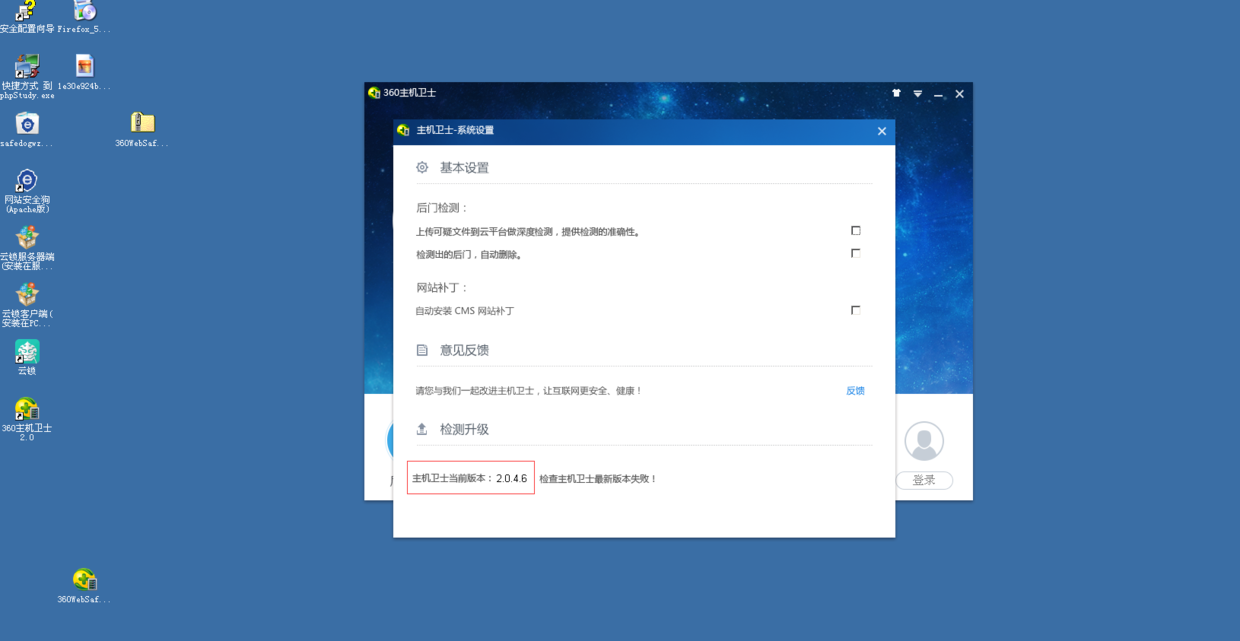 安全配置向导
Firefox_5...
快捷方式 到
phpStudy.exe
1e30e924b...
safedogwz...
360WebSaf...
网站安全狗
(Apache版)
云锁服务器端
(安装在服...
云锁客户端(
安装在PC...
云锁
360主机卫士
2.0
360WebSaf...
360主机卫士
主机卫士-系统设置
基本设置
后门检测：
上传可疑文件到云平台做深度检测，提供检测的准确性。
检测出的后门，自动删除。
网站补丁：
自动安装 CMS 网站补丁
意见反馈
请您与我们一起改进主机卫士，让互联网更安全、健康！
反馈
检测升级
主机卫士当前版本： 2.0.4.6
检查主机卫士最新版本失败！
登录